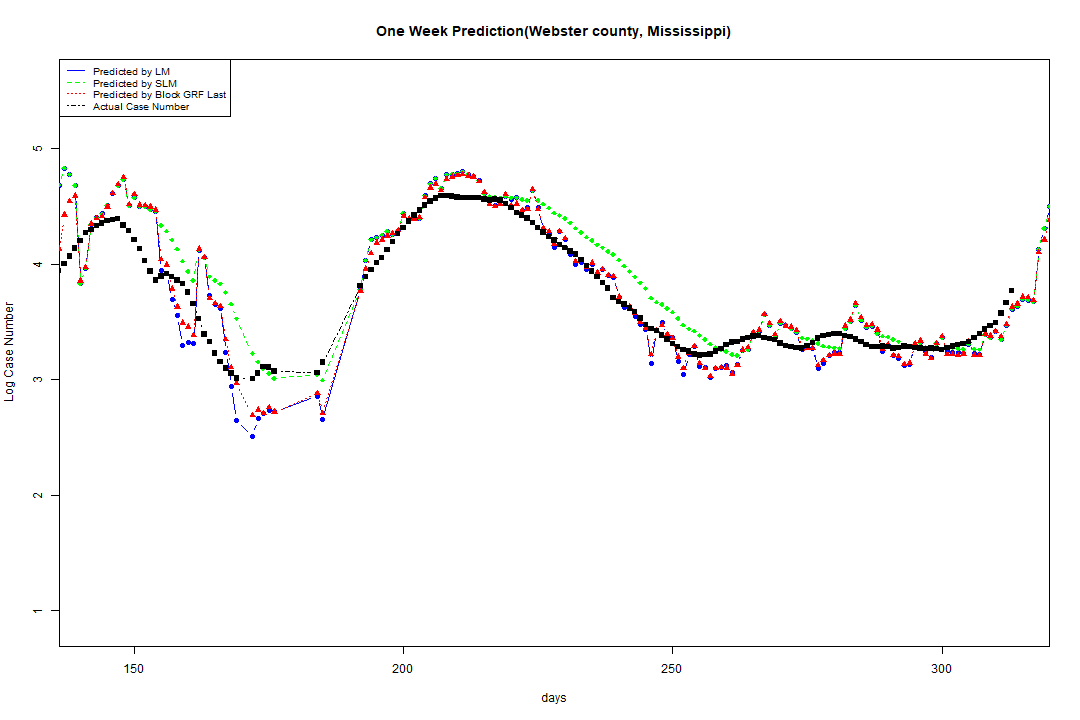 One Week Prediction(Webster county, Mississippi)
Predicted by LM
Predicted by SLM
Predicted by Block GRF Last
Actual Case Number
5
4
3
2
1
Log Case Number
150
200
250
300
days